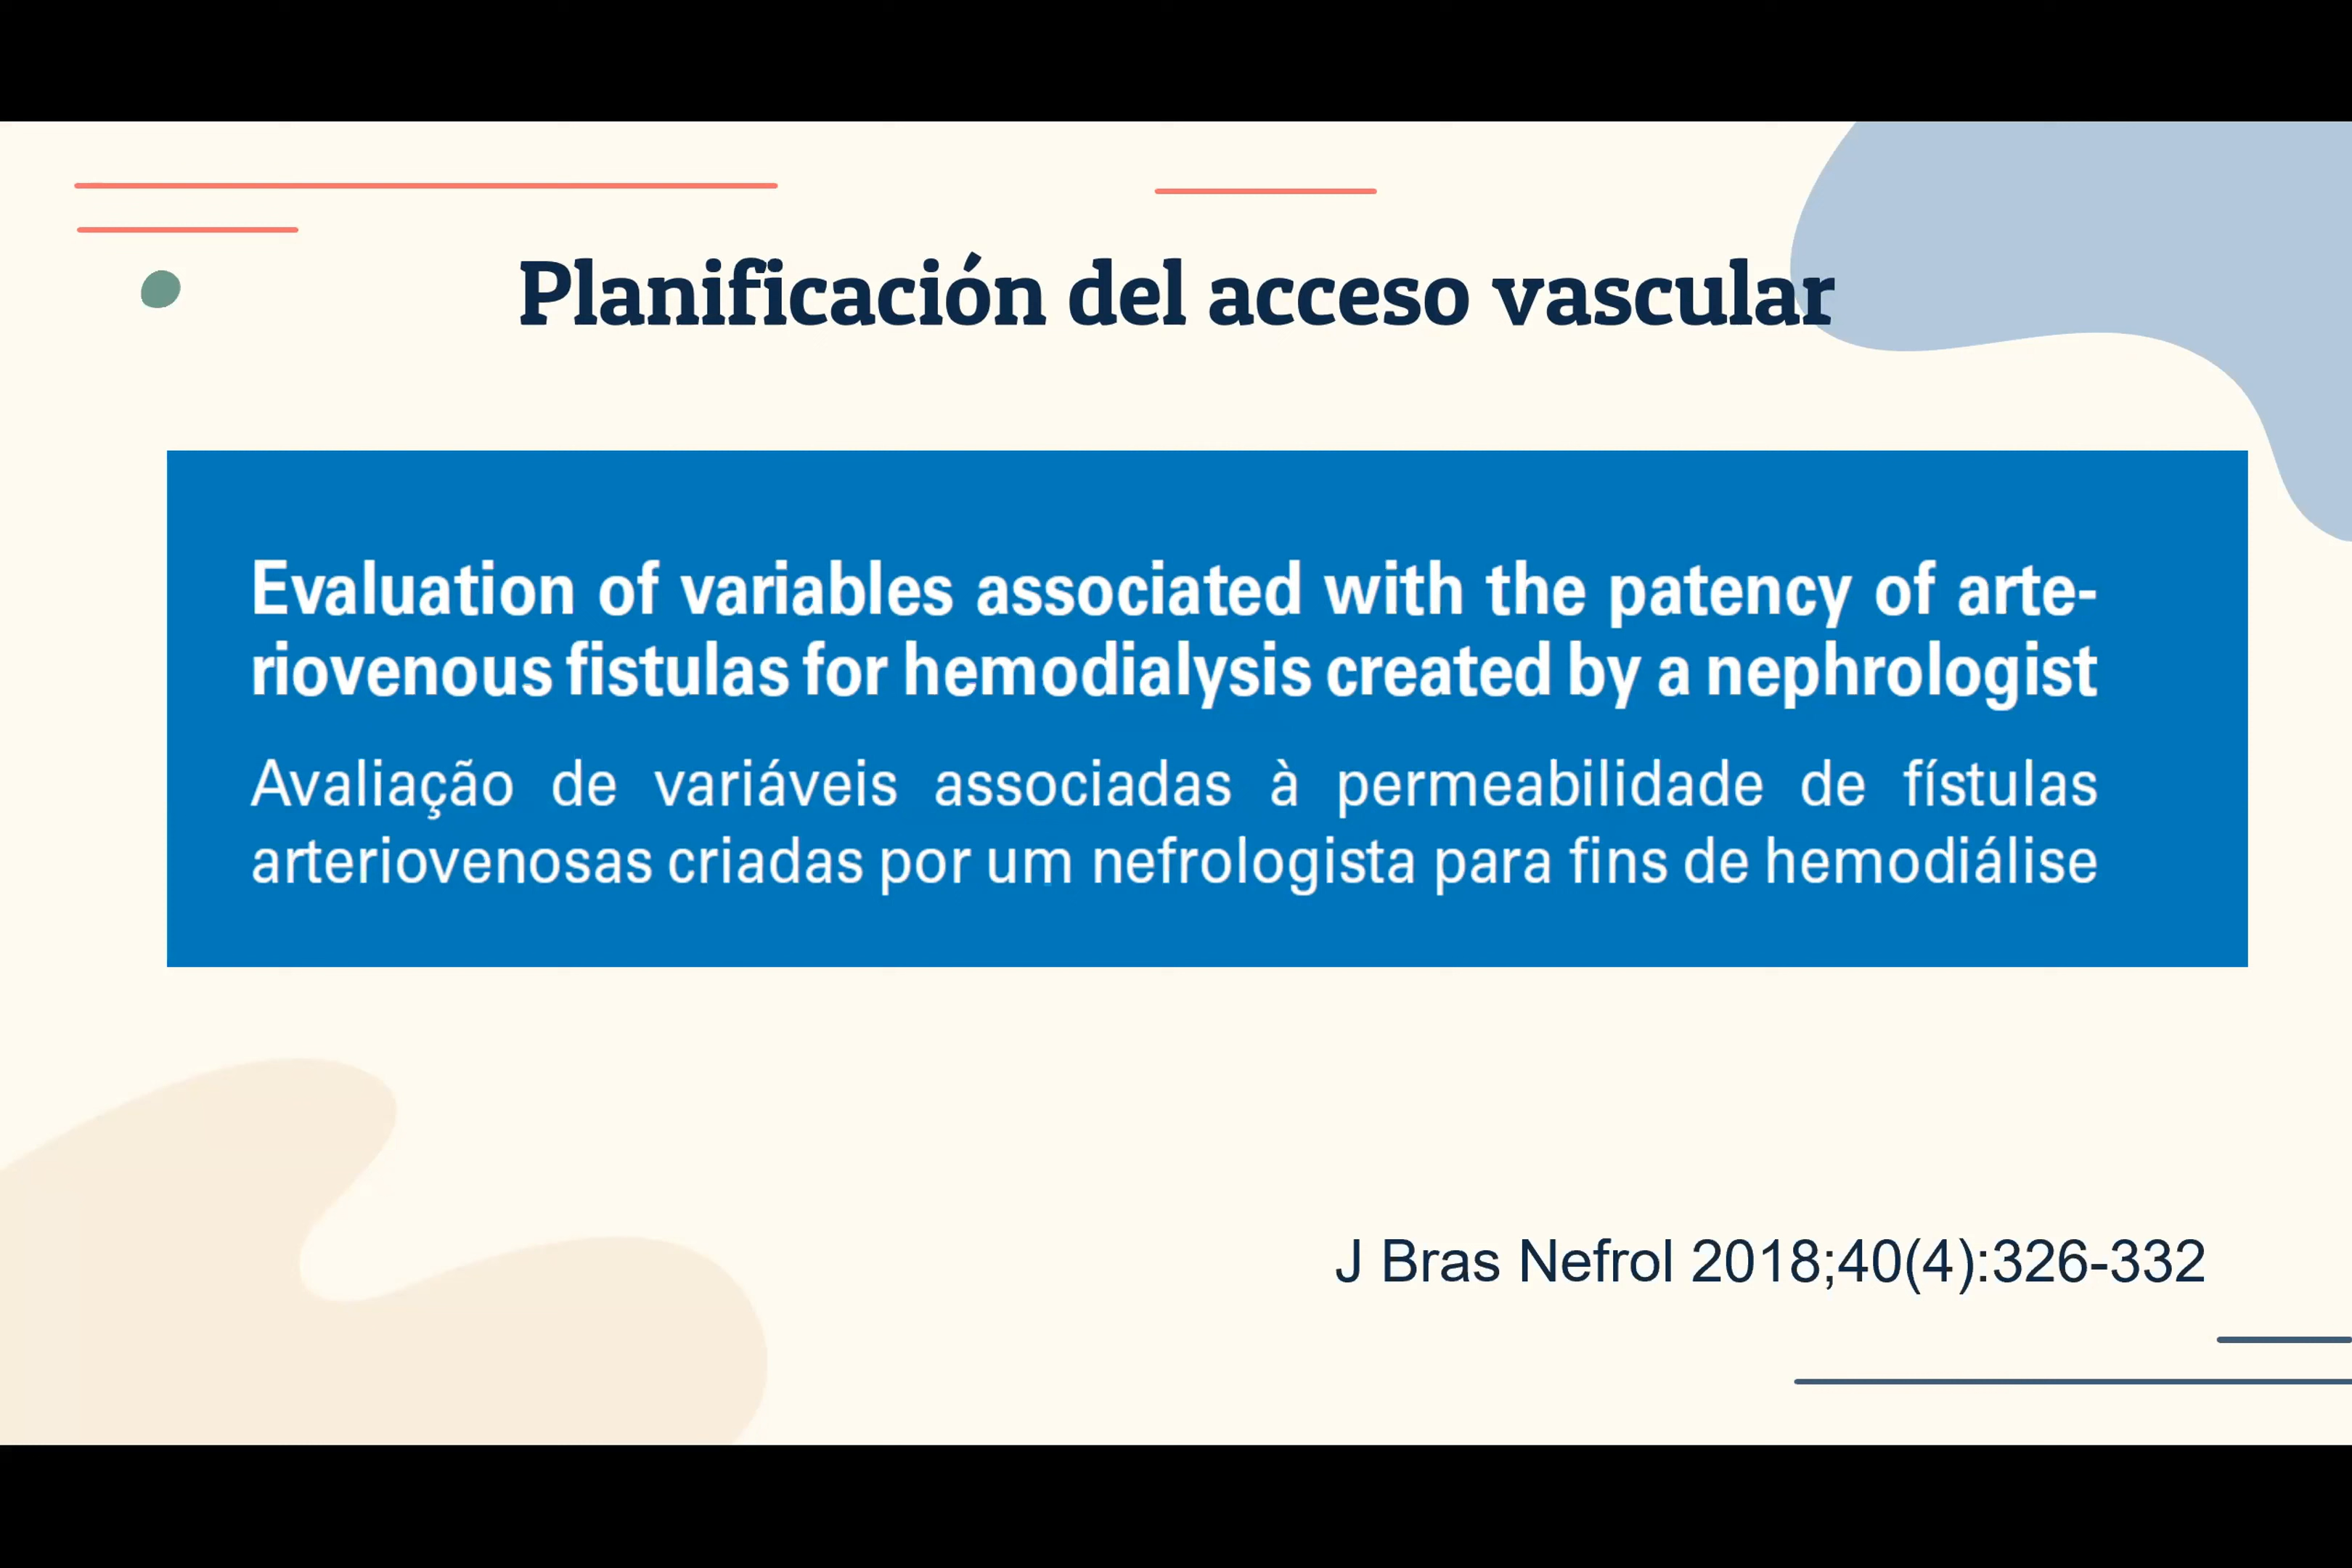 Planificación del acceso vascular
Evaluation of variables associated with the patency of arte-
riovenous fistulas for hemodialysis created by a nephrologist
Avaliação de variáveis associadas à permeabilidade de fístulas
arteriovenosas criadas por um nefrologista para fins de hemodiálise
J Bras Nefrol 2018;40(4):326-332